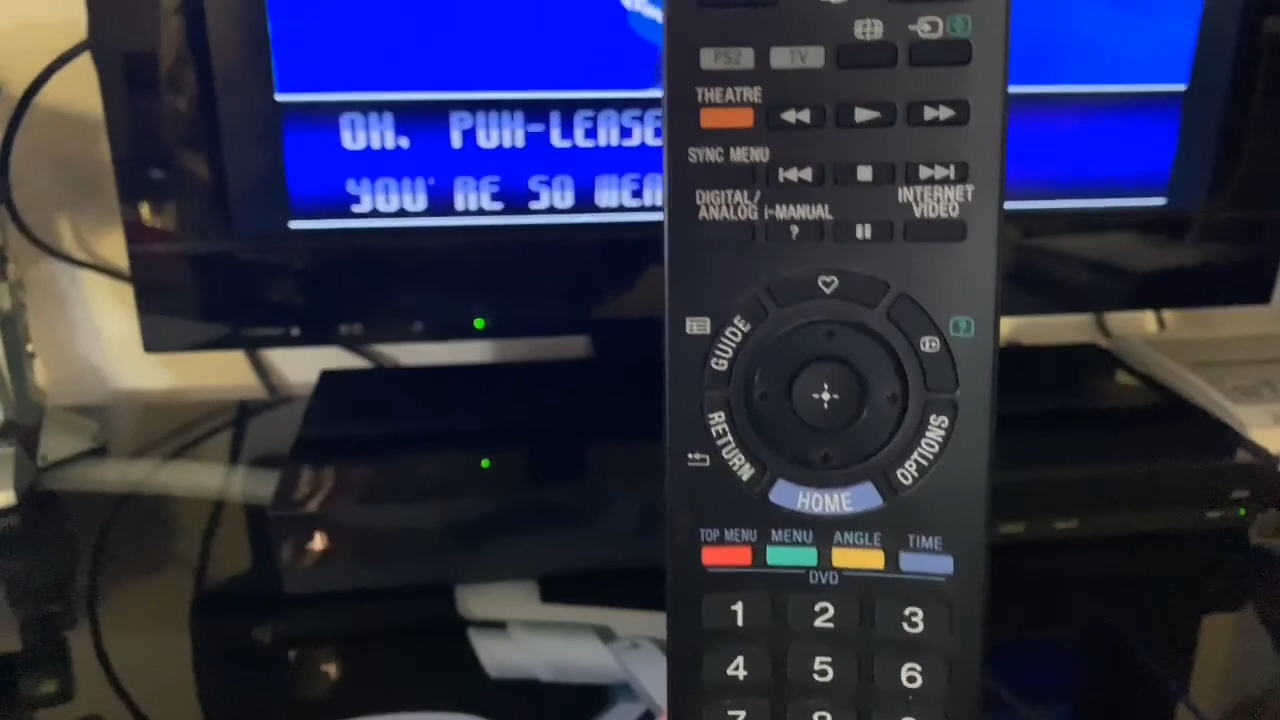 PS2 TV
THEATRE
OH. PUH-LEASE
SYNC MENU
YOU'RE SO
DIGITAL/
ANALOG i-MANUAL
?
INTERNET
VIDEO
GUIDE
RETURN
OPTIONS
HOME
TOP MENU MENU ANGLE TIME
DVD
1 2 3
4 5 6